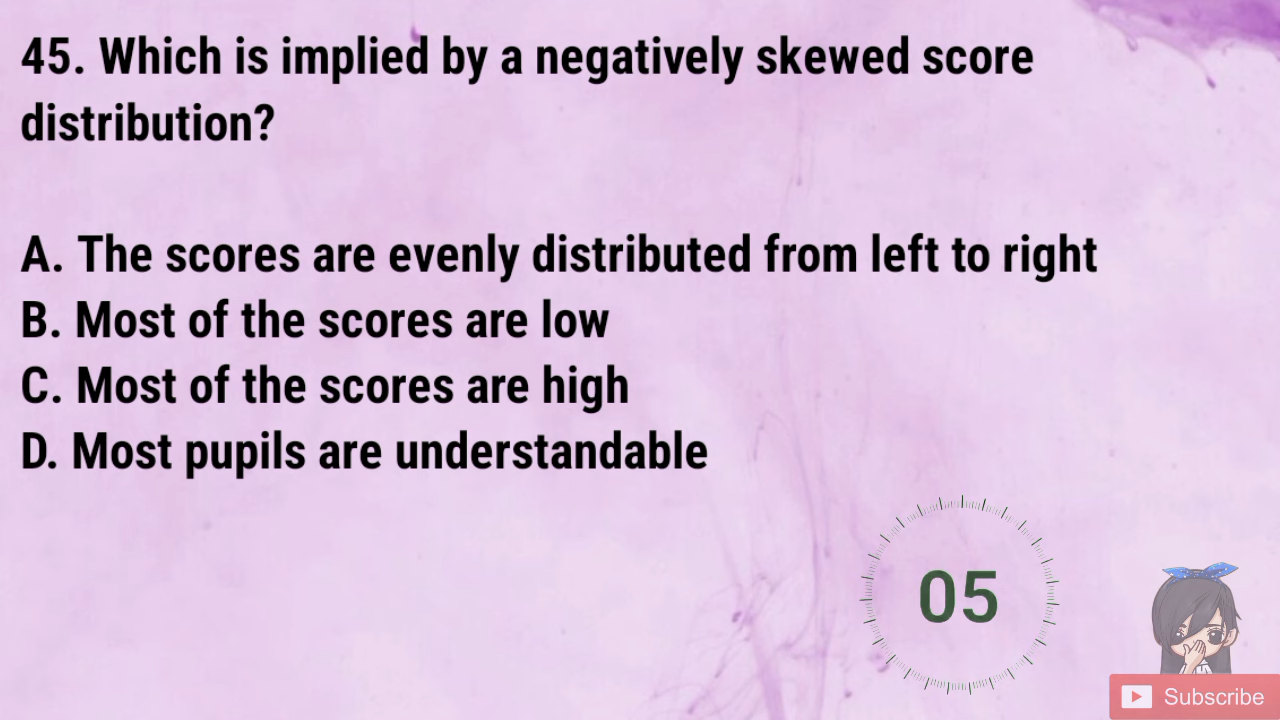 45. Which is implied by a negatively skewed score
distribution?
A. The scores are evenly distributed from left to right
B. Most of the scores are low
C. Most of the scores are high
D. Most pupils are understandable
05
Subscribe